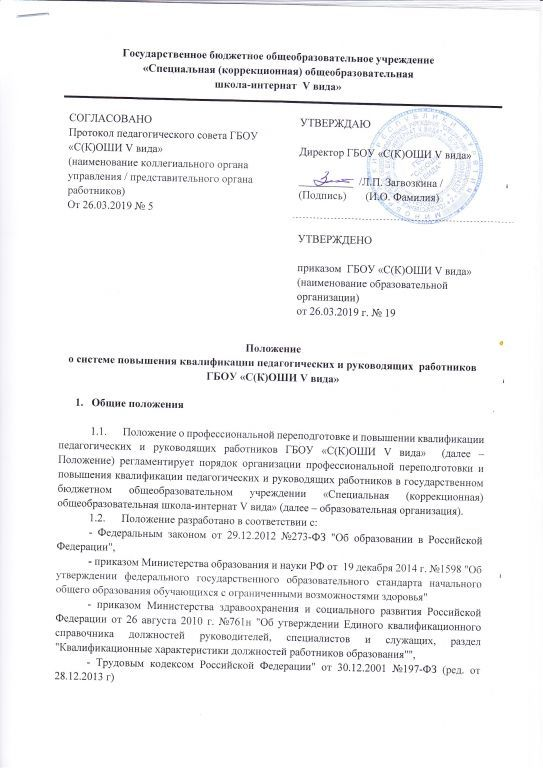 Государственное бюджетное общеобразовательное учреждение
«Специальная (коррекционная) общеобразовательная
школа-интернат V вида»
СОГЛАСОВАНО
Протокол педагогического совета ГБОУ
«С(К)ОШИ V вида»
(наименование коллегиального органа
управления / представительного органа
работников)
От 26.03.2019 № 5
УТВЕРЖДАЮ
Директор ГБОУ «С(К)ОШИ V вида»
/Л.П. Загвозкина /
(Подпись) (И.О. Фамилия)
УТВЕРЖДЕНО
приказом ГБОУ «С(К)ОШИ V вида»
(наименование образовательной
организации)
от 26.03.2019 г. № 19
Положение
о системе повышения квалификации педагогических и руководящих работников
ГБОУ «С(К)ОШИ V вида»
1. Общие положения
1.1. Положение о профессиональной переподготовке и повышении квалификации
педагогических и руководящих работников ГБОУ «С(К)ОШИ V вида» (далее –
Положение) регламентирует порядок организации профессиональной переподготовки и
повышения квалификации педагогических и руководящих работников в государственном
бюджетном общеобразовательном учреждении «Специальная (коррекционная)
общеобразовательная школа-интернат V вида» (далее – образовательная организация).
1.2. Положение разработано в соответствии с:
- Федеральным законом от 29.12.2012 №273-ФЗ "Об образовании в Российской
Федерации",
- приказом Министерства образования и науки РФ от 19 декабря 2014 г. №1598 "Об
утверждении федерального государственного образовательного стандарта начального
общего образования обучающихся с ограниченными возможностями здоровья"
- приказом Министерства здравоохранения и социального развития Российской
Федерации от 26 августа 2010 г. №761н "Об утверждении Единого квалификационного
справочника должностей руководителей, специалистов и служащих, раздел
"Квалификационные характеристики должностей работников образования"",
- Трудовым кодексом Российской Федерации" от 30.12.2001 №197-ФЗ (ред. от
28.12.2013 г)